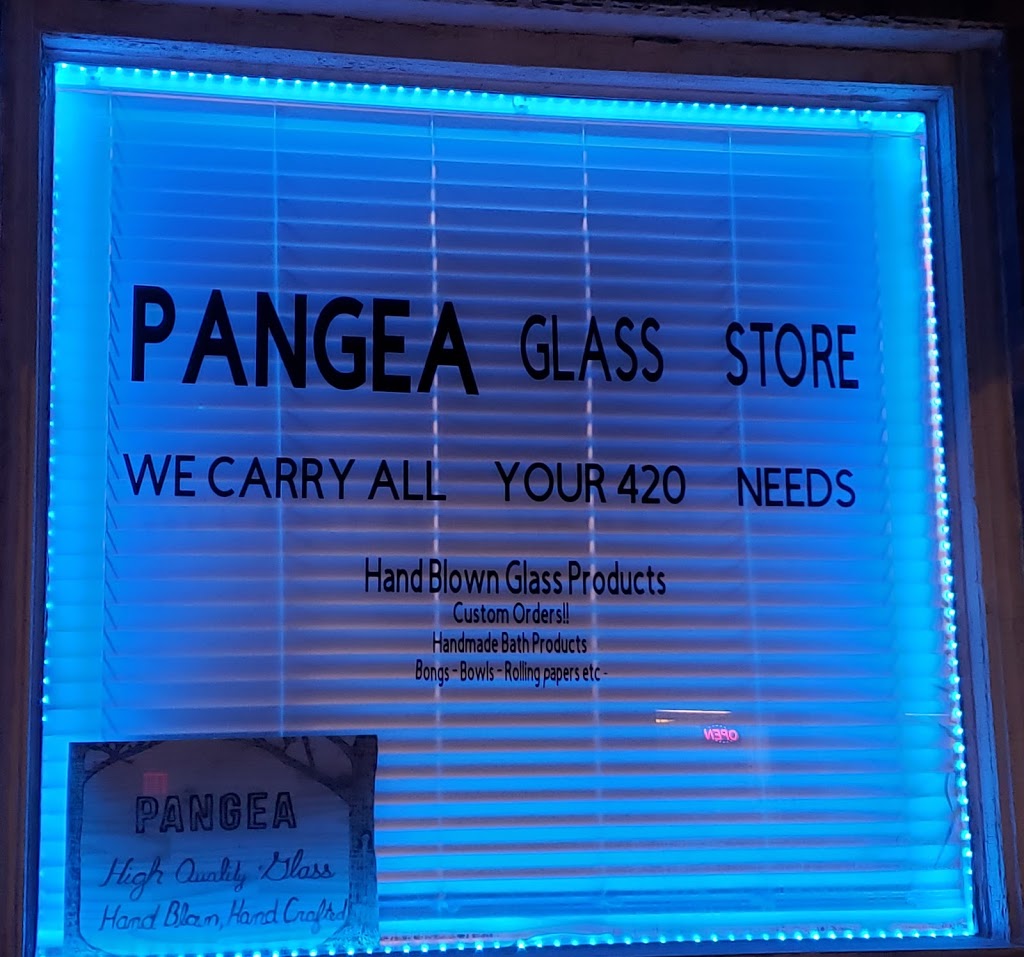 PANGEA GLASS STORE
WE CARRY ALL YOUR 420 NEEDS
Hand Blown Glass Products
Custom Orders!!
Handmade Bath Products
Bongs - Bowls - Rolling papers etc -
OPEN
PANGEA
High Quality Glass
Hand Blown, Hand Crafted